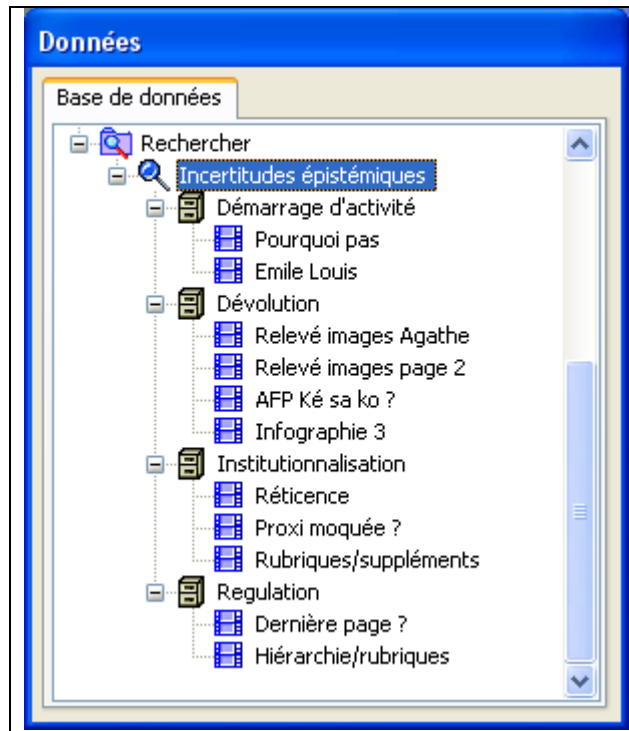 Données
Base de données
Rechercher
Incertitudes épistémiques
Démarrage d'activité
Pourquoi pas
Emile Louis
Dévolution
Relevé images Agathe
Relevé images page 2
AFP Ké sa ko ?
Infographie 3
Institutionnalisation
Réticence
Proxi moquée ?
Rubriques/suppléments
Regulation
Dernière page ?
Hiérarchie/rubriques